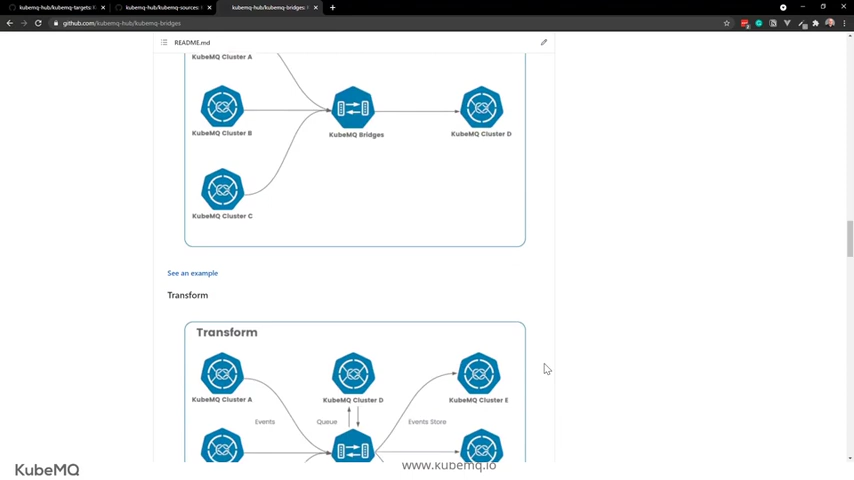 kubemq-hub/kubemq-targets: K
kubemq-hub/kubemq-sources:
kubemq-hub/kubemq-bridges:
github.com/kubemq-hub/kubemq-bridges
README.md
KubeMQ Cluster A
KubeMQ Cluster B
KubeMQ Bridges
KubeMQ Cluster D
KubeMQ Cluster C
See an example
Transform
Transform
KubeMQ Cluster A
KubeMQ Cluster D
KubeMQ Cluster E
Events
Queue
Events Store
KubeMQ
www.kubemq.io